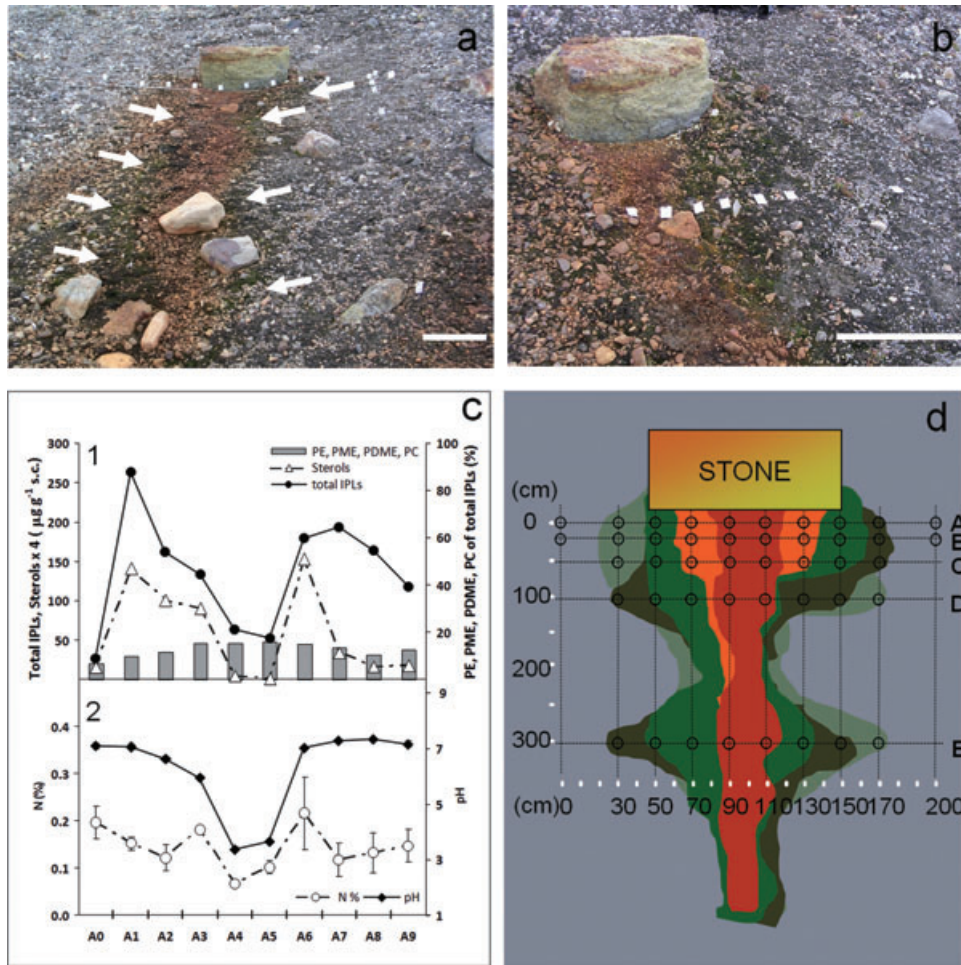 a
b
c
1
PE, PME, PDME, PC
Sterols
total IPLs
Total IPLs, Sterols x 4 ( µg g⁻¹ s.c.)
300
250
200
150
100
50
PE, PME, PDME, PC of total IPLs (%)
100
80
60
40
20
2
N (%)
0.4
0.3
0.2
0.1
0.0
pH
9
7
5
3
1
N %
pH
A0 A1 A2 A3 A4 A5 A6 A7 A8 A9
d
STONE
(cm)
0
100
200
300
A
B
C
D
E
(cm) 0 30 50 70 90 110 130 150 170 200